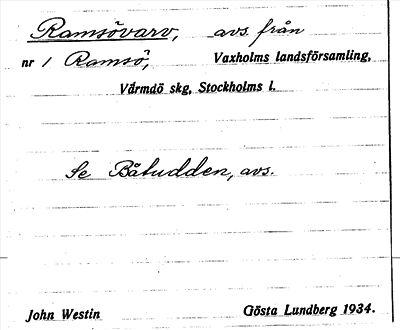 Ramsövarv, avs. från
nr 1 Ramsö, Vaxholms landsförsamling,
Värmdö skg, Stockholms l.
Se Båtudden, avs.
John Westin Gösta Lundberg 1934.